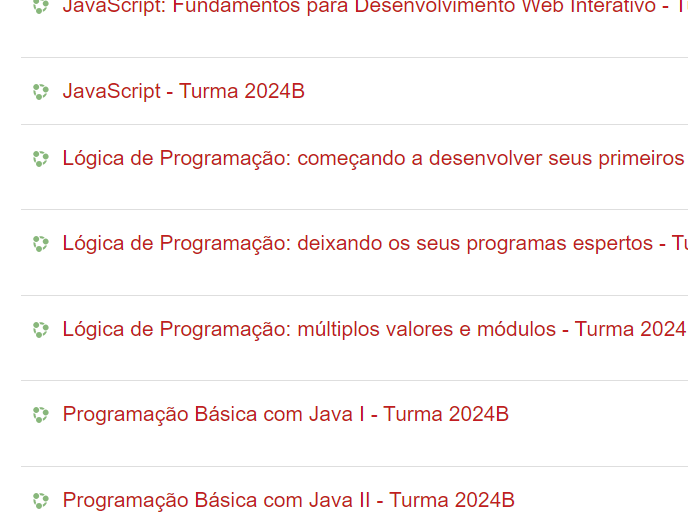 JavaScript: Fundamentos para Desenvolvimento Web Interativo -
JavaScript - Turma 2024B
Lógica de Programação: começando a desenvolver seus primeiros
Lógica de Programação: deixando os seus programas espertos -
Lógica de Programação: múltiplos valores e módulos - Turma 2024
Programação Básica com Java I - Turma 2024B
Programação Básica com Java II - Turma 2024B